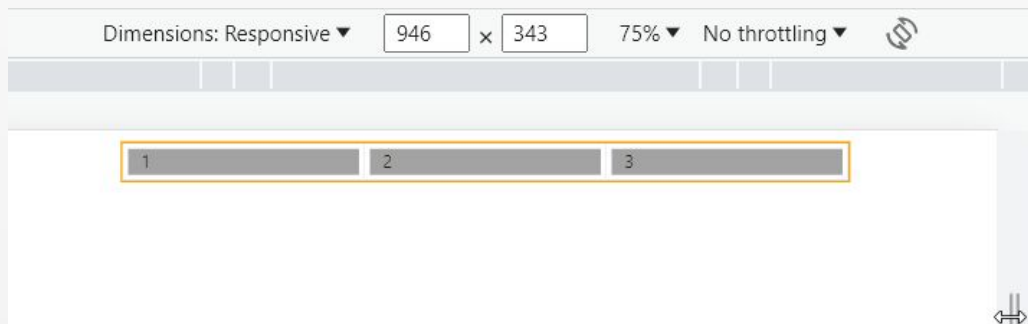 Dimensions: Responsive ▼ 946 × 343 75% ▼ No throttling ▼
1 2 3